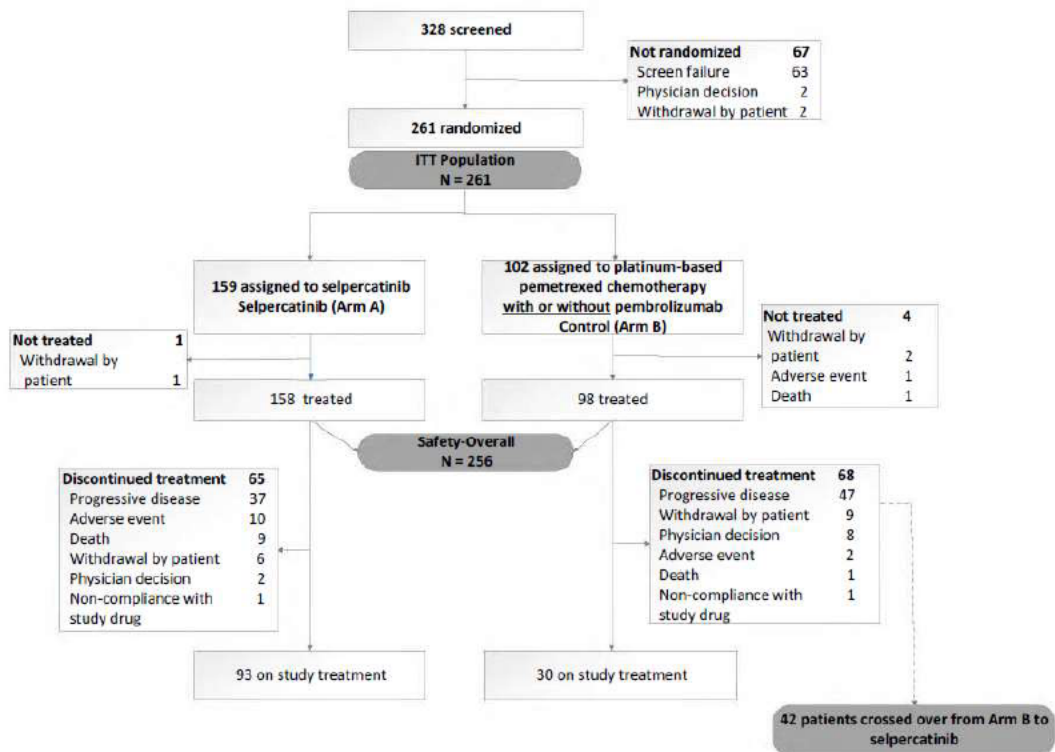 328 screened
Not randomized 67
Screen failure 63
Physician decision 2
Withdrawal by patient 2
261 randomized
ITT Population
N = 261
159 assigned to selpercatinib
Selpercatinib (Arm A)
102 assigned to platinum-based
pemetrexed chemotherapy
with or without pembrolizumab
Control (Arm B)
Not treated 1
Withdrawal by
patient 1
Not treated 4
Withdrawal by
patient 2
Adverse event 1
Death 1
158 treated
98 treated
Safety-Overall
N = 256
Discontinued treatment 65
Progressive disease 37
Adverse event 10
Death 9
Withdrawal by patient 6
Physician decision 2
Non-compliance with 1
study drug
Discontinued treatment 68
Progressive disease 47
Withdrawal by patient 9
Physician decision 8
Adverse event 2
Death 1
Non-compliance with 1
study drug
93 on study treatment
30 on study treatment
42 patients crossed over from Arm B to
selpercatinib